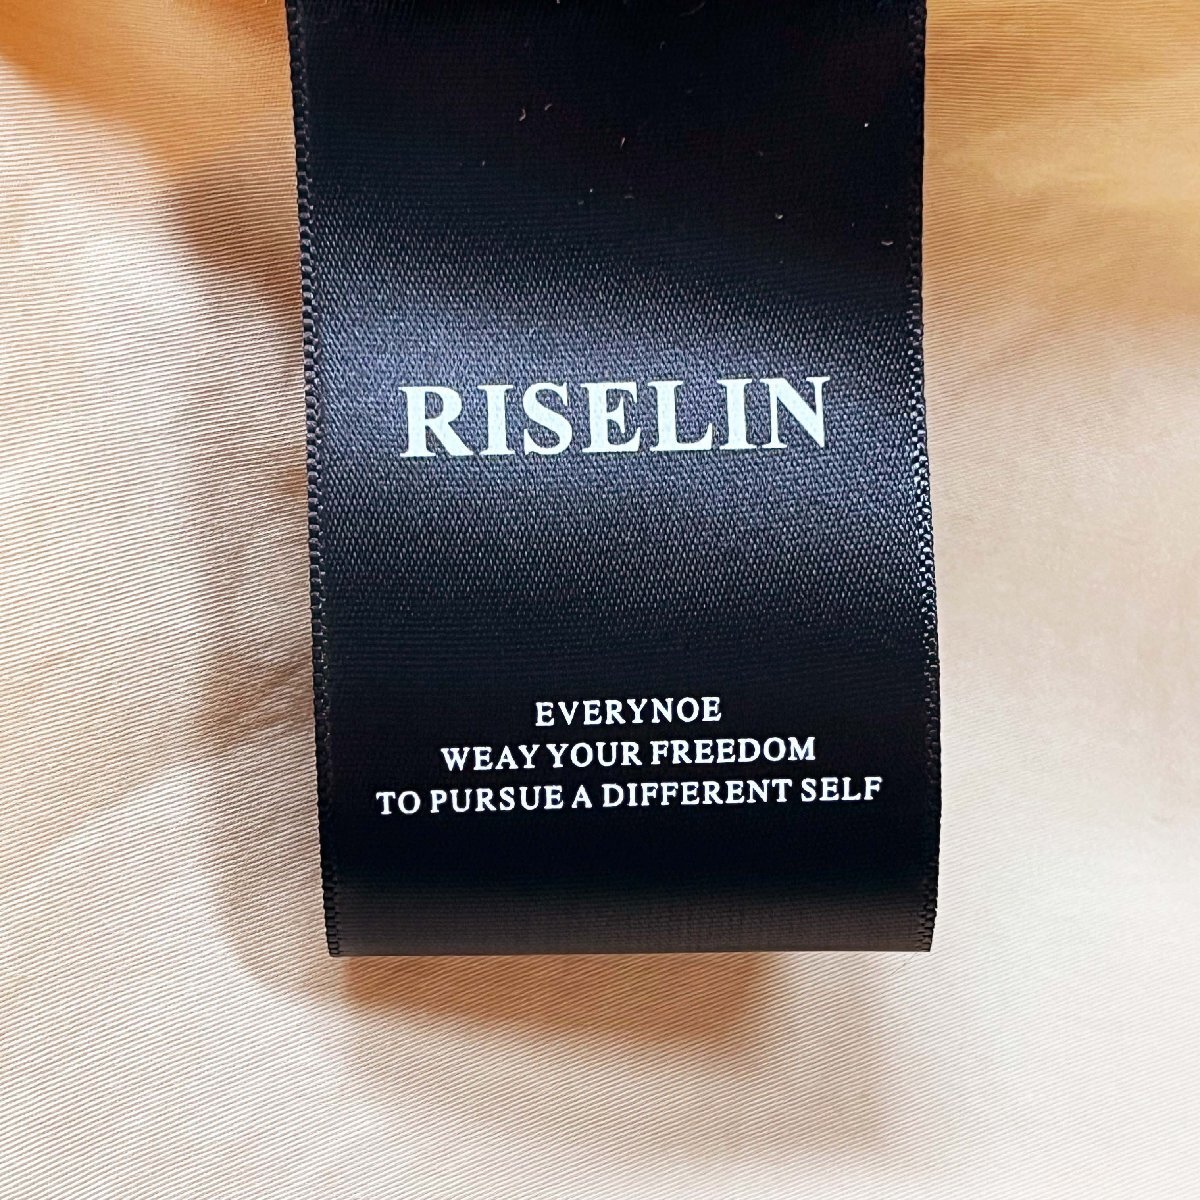 RISELIN
EVERYNOE
WEAY YOUR FREEDOM
TO PURSUE A DIFFERENT SELF